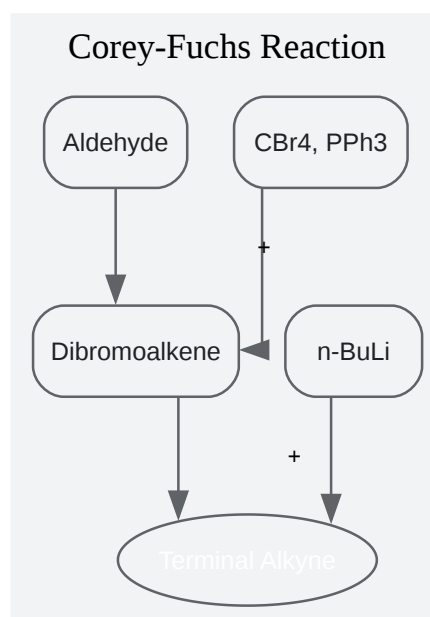 Corey-Fuchs Reaction
Aldehyde
CBr4, PPh3
+
Dibromoalkene
n-BuLi
+
Terminal Alkyne